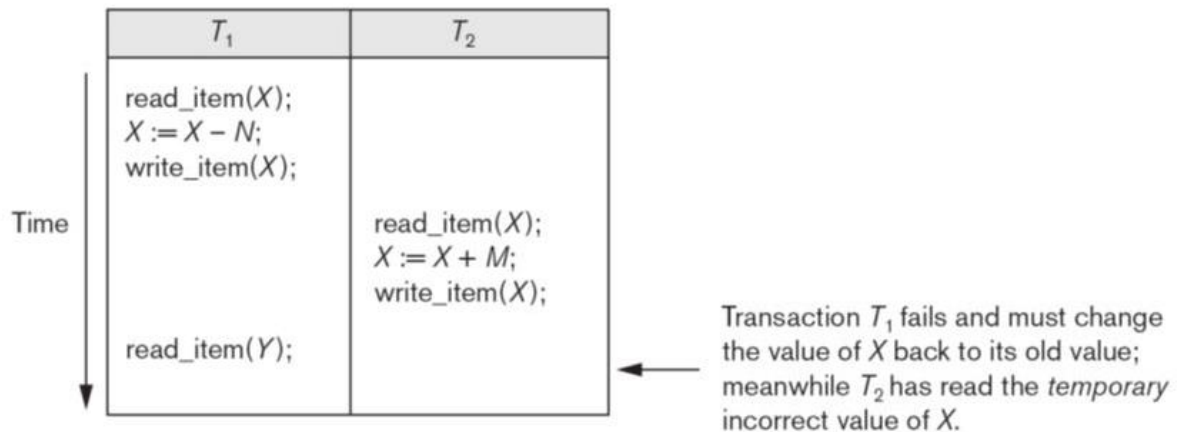 T₁ T₂
read_item(X);
X := X – N;
write_item(X);
Time
read_item(X);
X := X + M;
write_item(X);
read_item(Y);
Transaction T₁ fails and must change
the value of X back to its old value;
meanwhile T₂ has read the temporary
incorrect value of X.